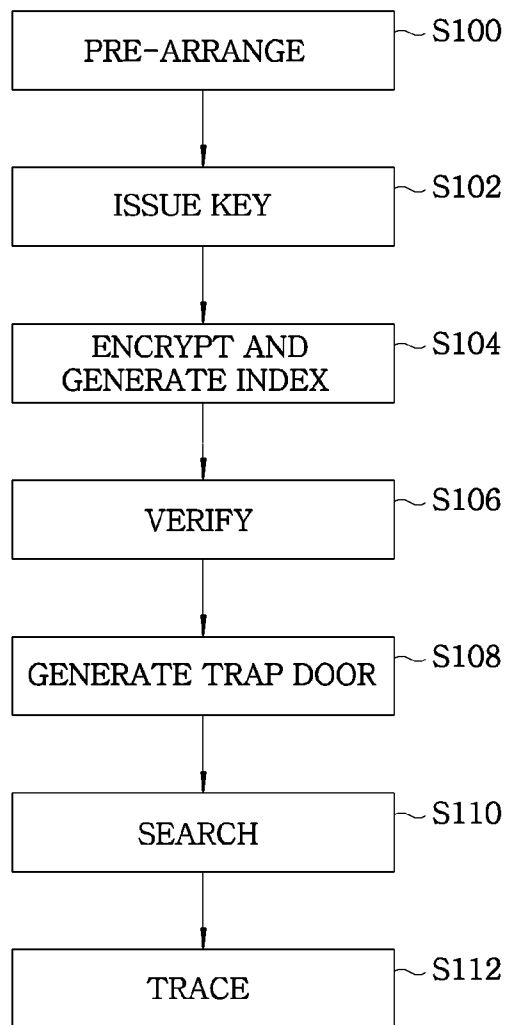 PRE-ARRANGE
S100
ISSUE KEY
S102
ENCRYPT AND
GENERATE INDEX
S104
VERIFY
S106
GENERATE TRAP DOOR
S108
SEARCH
S110
TRACE
S112